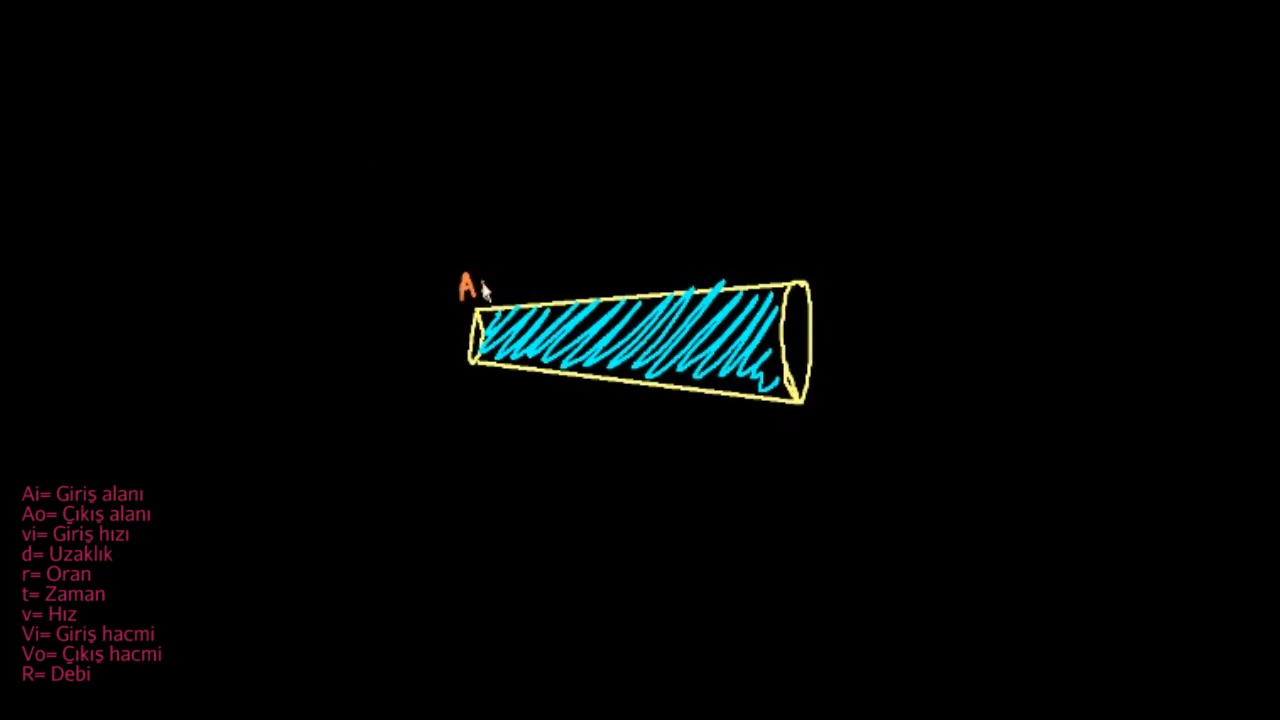 A
Ai= Giriş alanı
Ao= Çıkış alanı
vi= Giriş hızı
d= Uzaklık
r= Oran
t= Zaman
v= Hız
Vi= Giriş hacmi
Vo= Çıkış hacmi
R= Debi